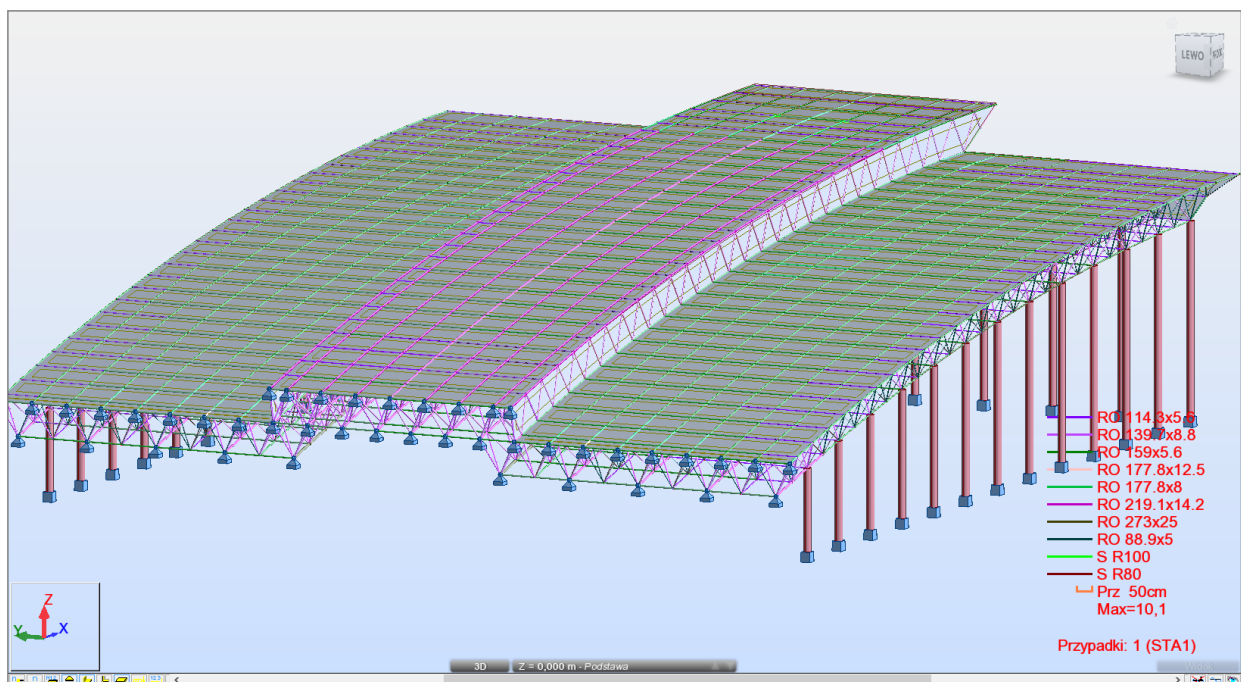 LEWO
RO 114.3x5.6
RO 139.7x8.8
RO 159x5.6
RO 177.8x12.5
RO 177.8x8
RO 219.1x14.2
RO 273x25
RO 88.9x5
S R100
S R80
Prz 50cm
Max=10,1
Przypadki: 1 (STA1)
Z
Y
X
3D
Z = 0,000 m - Podstawa